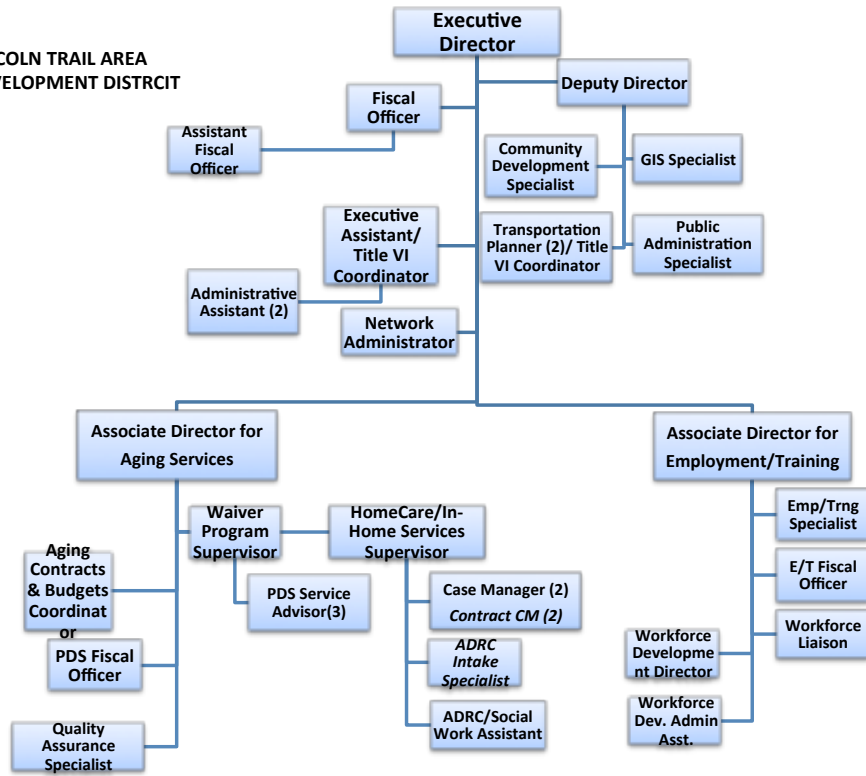 Executive
Director
COLN TRAIL AREA
VELOPMENT DISTRCIT
Deputy Director
Fiscal
Officer
Assistant
Fiscal
Officer
Community
Development
Specialist
GIS Specialist
Executive
Assistant/
Title VI
Coordinator
Transportation
Planner (2)/ Title
VI Coordinator
Public
Administration
Specialist
Administrative
Assistant (2)
Network
Administrator
Associate Director for
Aging Services
Associate Director for
Employment/Training
Waiver
Program
Supervisor
HomeCare/In-
Home Services
Supervisor
Emp/Trng
Specialist
Aging
Contracts
& Budgets
Coordinat
or
PDS Service
Advisor(3)
Case Manager (2)
Contract CM (2)
E/T Fiscal
Officer
PDS Fiscal
Officer
ADRC
Intake
Specialist
Workforce
Developme
nt Director
Workforce
Liaison
Quality
Assurance
Specialist
ADRC/Social
Work Assistant
Workforce
Dev. Admin
Asst.